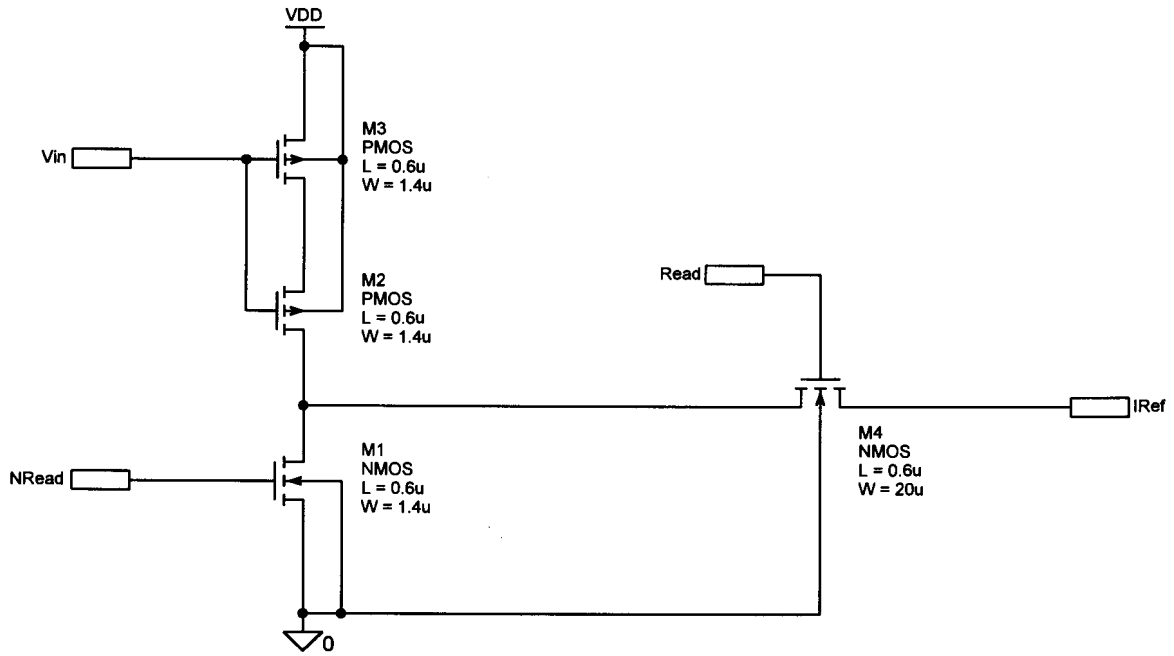 VDD
M3
PMOS
L = 0.6u
W = 1.4u
Vin
M2
PMOS
L = 0.6u
W = 1.4u
Read
IRef
M4
NMOS
L = 0.6u
W = 20u
M1
NMOS
L = 0.6u
W = 1.4u
NRead
0